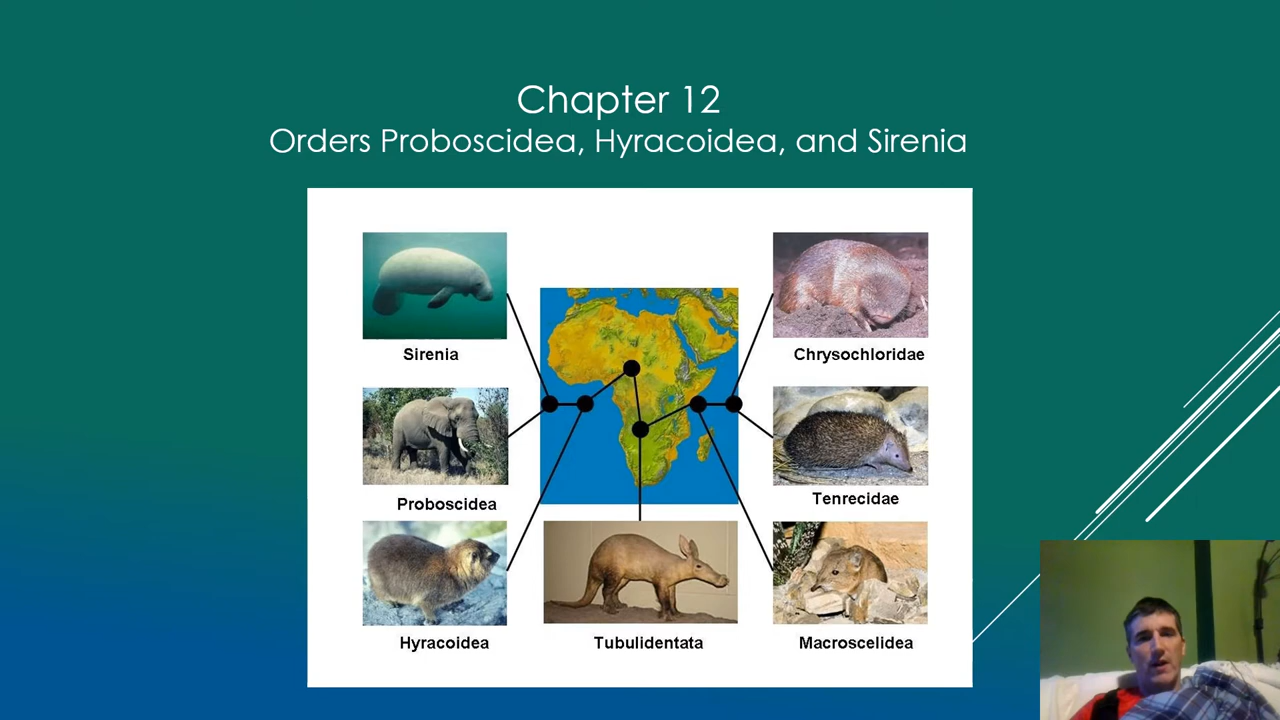 Chapter 12
Orders Proboscidea, Hyracoidea, and Sirenia
Sirenia
Chrysochloridae
Proboscidea
Tenrecidae
Hyracoidea
Tubulidentata
Macroscelidea